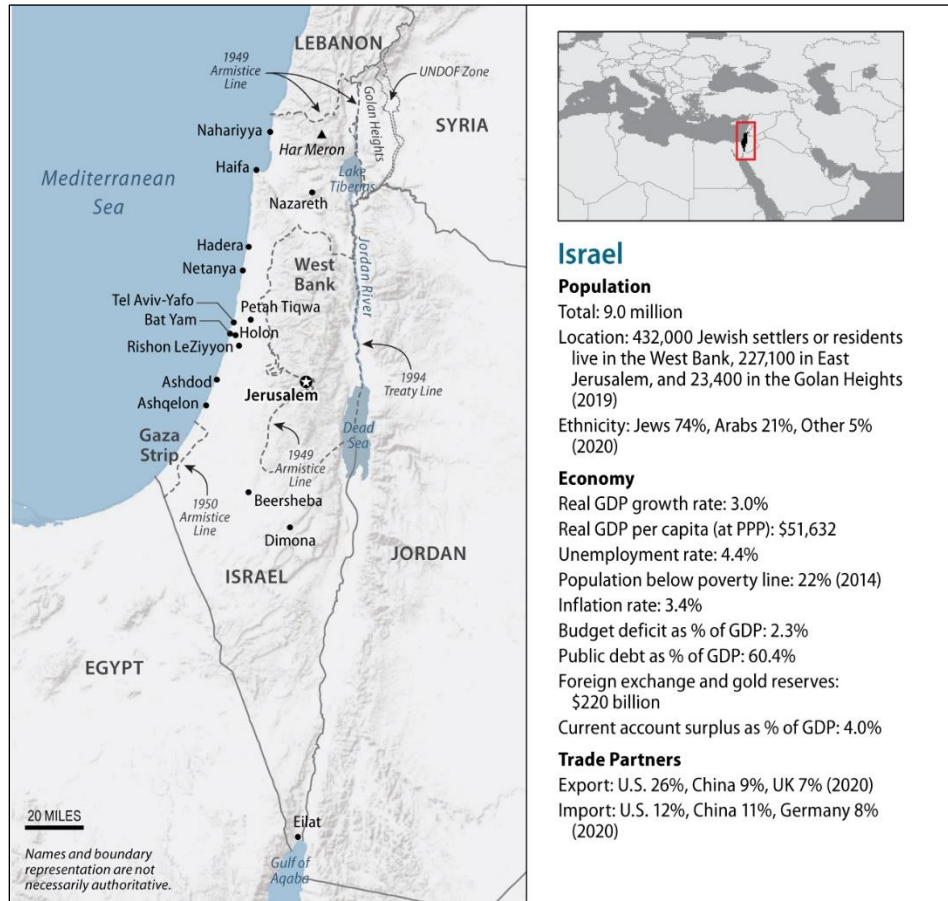 LEBANON
1949
Armistice
Line
UNDOF Zone
Golan Heights
SYRIA
Nahariyya
Har Meron
Haifa
Lake
Tiberias
Mediterranean
Sea
Nazareth
Jordan River
Hadera
West
Bank
Netanya
Tel Aviv-Yafo
Petah Tiqwa
Bat Yam
Holon
Rishon LeZiyyon
1994
Treaty Line
Ashdod
Jerusalem
Ashqelon
Dead
Sea
Gaza
Strip
1949
Armistice
Line
1950
Armistice
Line
Beersheba
Dimona
JORDAN
ISRAEL
EGYPT
20 MILES
Eilat
Names and boundary
representation are not
necessarily authoritative.
Gulf of
Aqaba
Israel
Population
Total: 9.0 million
Location: 432,000 Jewish settlers or residents
live in the West Bank, 227,100 in East
Jerusalem, and 23,400 in the Golan Heights
(2019)
Ethnicity: Jews 74%, Arabs 21%, Other 5%
(2020)
Economy
Real GDP growth rate: 3.0%
Real GDP per capita (at PPP): $51,632
Unemployment rate: 4.4%
Population below poverty line: 22% (2014)
Inflation rate: 3.4%
Budget deficit as % of GDP: 2.3%
Public debt as % of GDP: 60.4%
Foreign exchange and gold reserves:
$220 billion
Current account surplus as % of GDP: 4.0%
Trade Partners
Export: U.S. 26%, China 9%, UK 7% (2020)
Import: U.S. 12%, China 11%, Germany 8%
(2020)